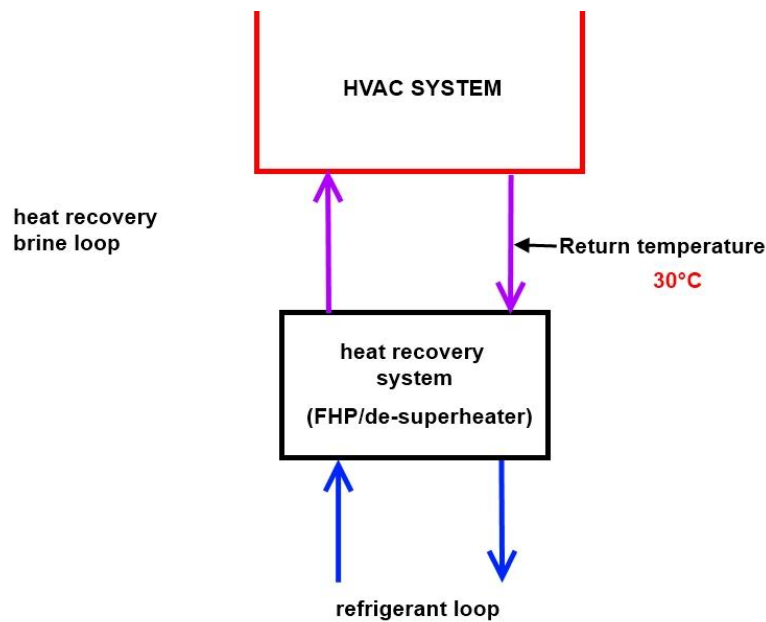 HVAC SYSTEM
heat recovery
brine loop
Return temperature
30°C
heat recovery
system
(FHP/de-superheater)
refrigerant loop